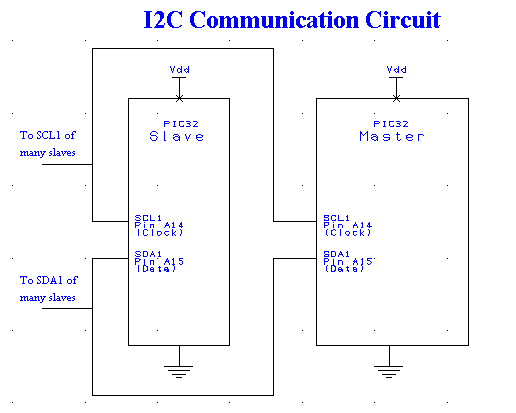 I2C Communication Circuit
Vdd
Vdd
PIC32
Slave
PIC32
Master
To SCL1 of
many slaves
SCL1
Pin A14
(Clock)
SCL1
Pin A14
(Clock)
SDA1
Pin A15
(Data)
SDA1
Pin A15
(Data)
To SDA1 of
many slaves